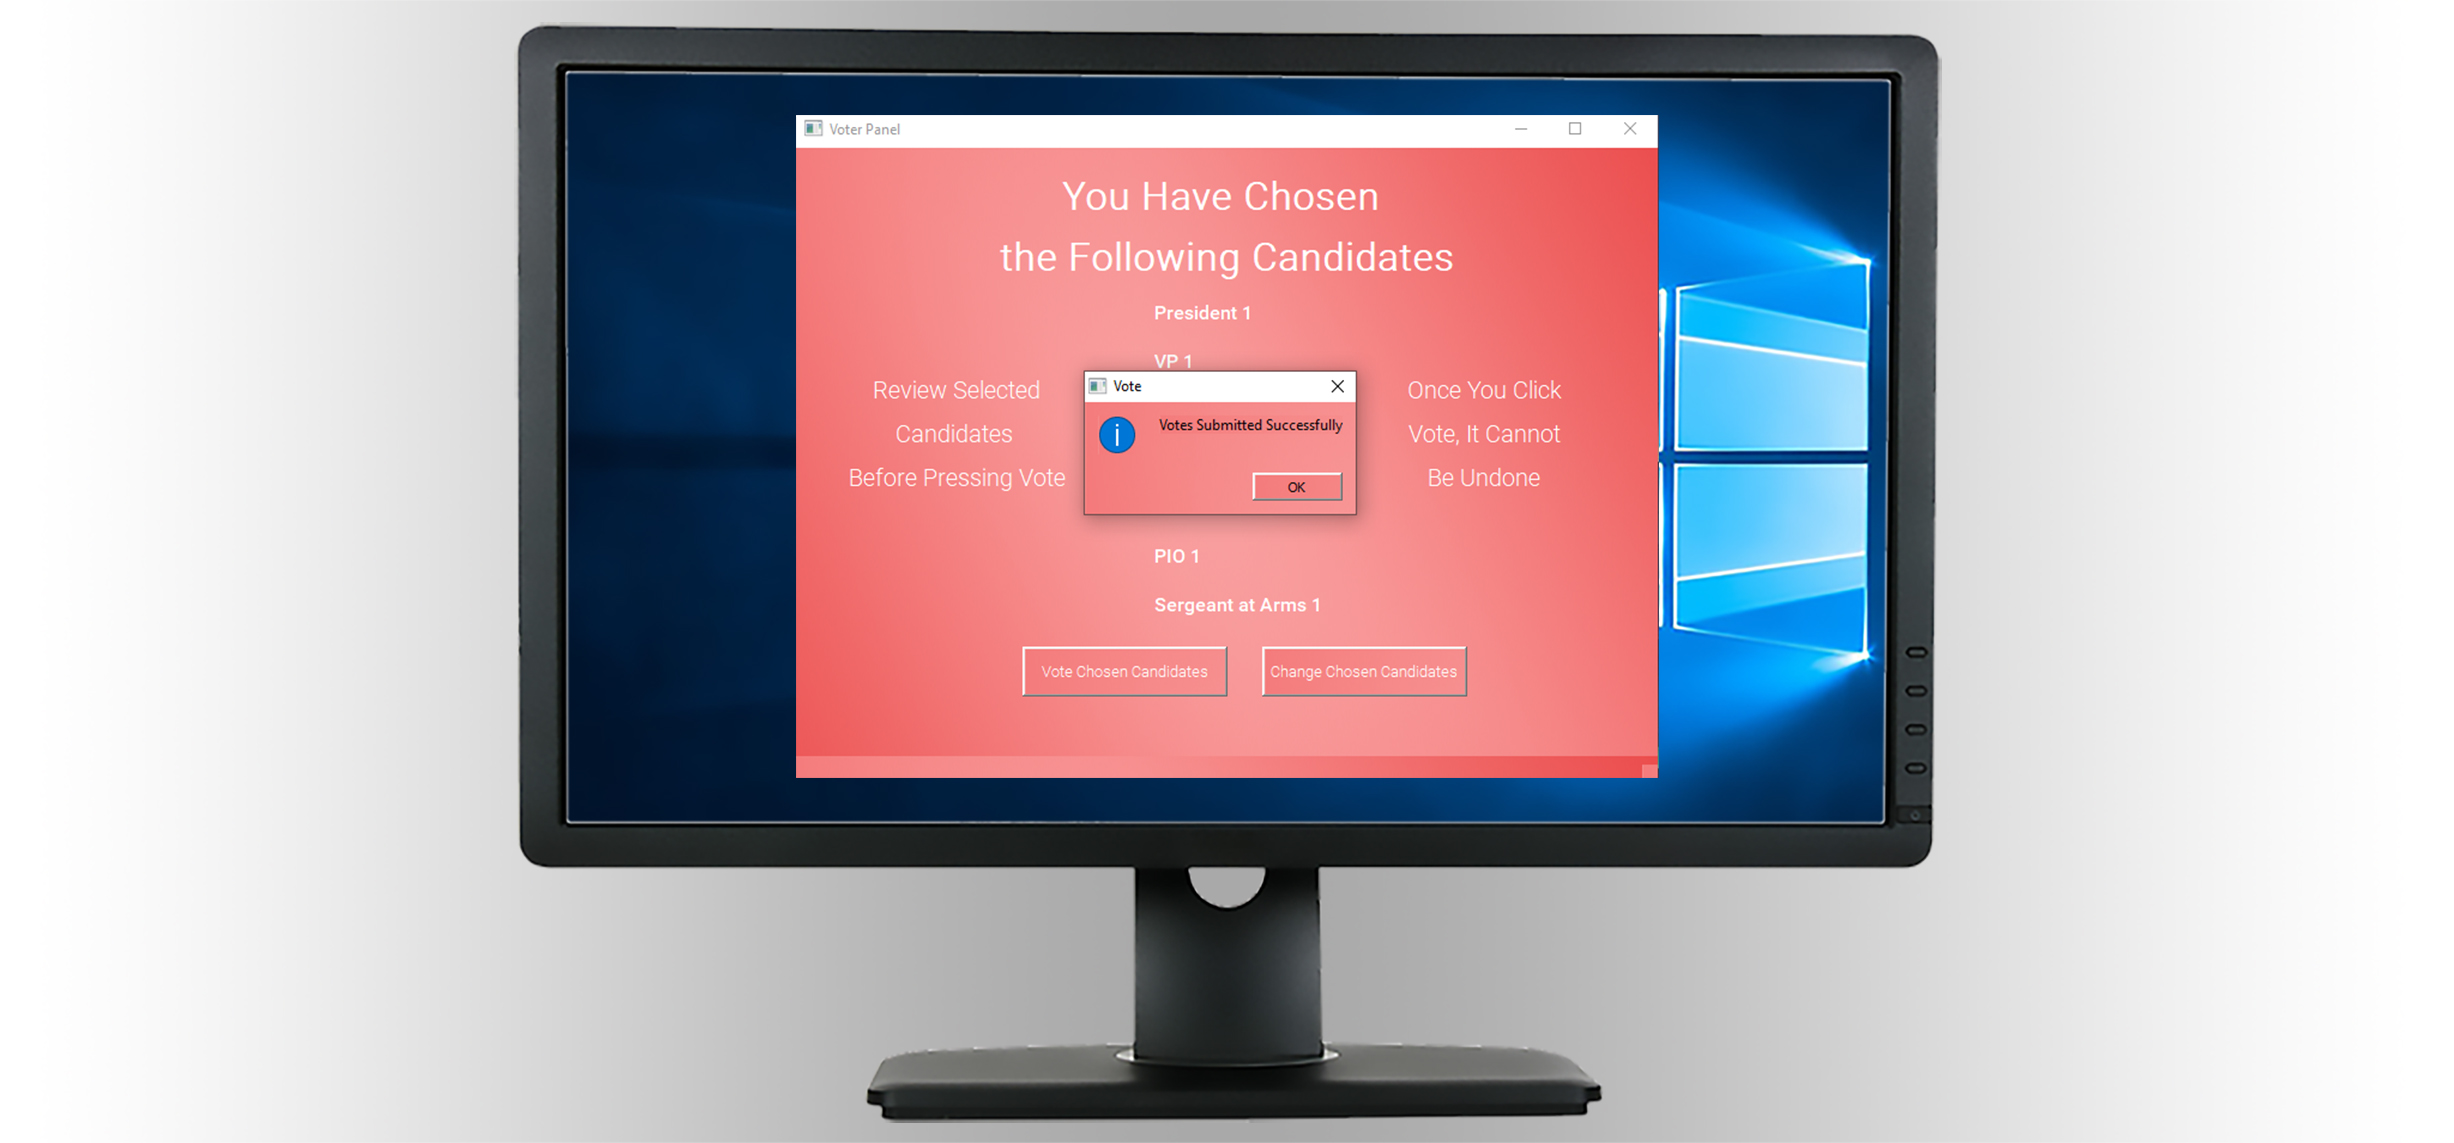 Voter Panel
You Have Chosen
the Following Candidates
President 1
VP 1
Review Selected
Candidates
Before Pressing Vote
Vote
Votes Submitted Successfully
OK
Once You Click
Vote, It Cannot
Be Undone
PIO 1
Sergeant at Arms 1
Vote Chosen Candidates
Change Chosen Candidates